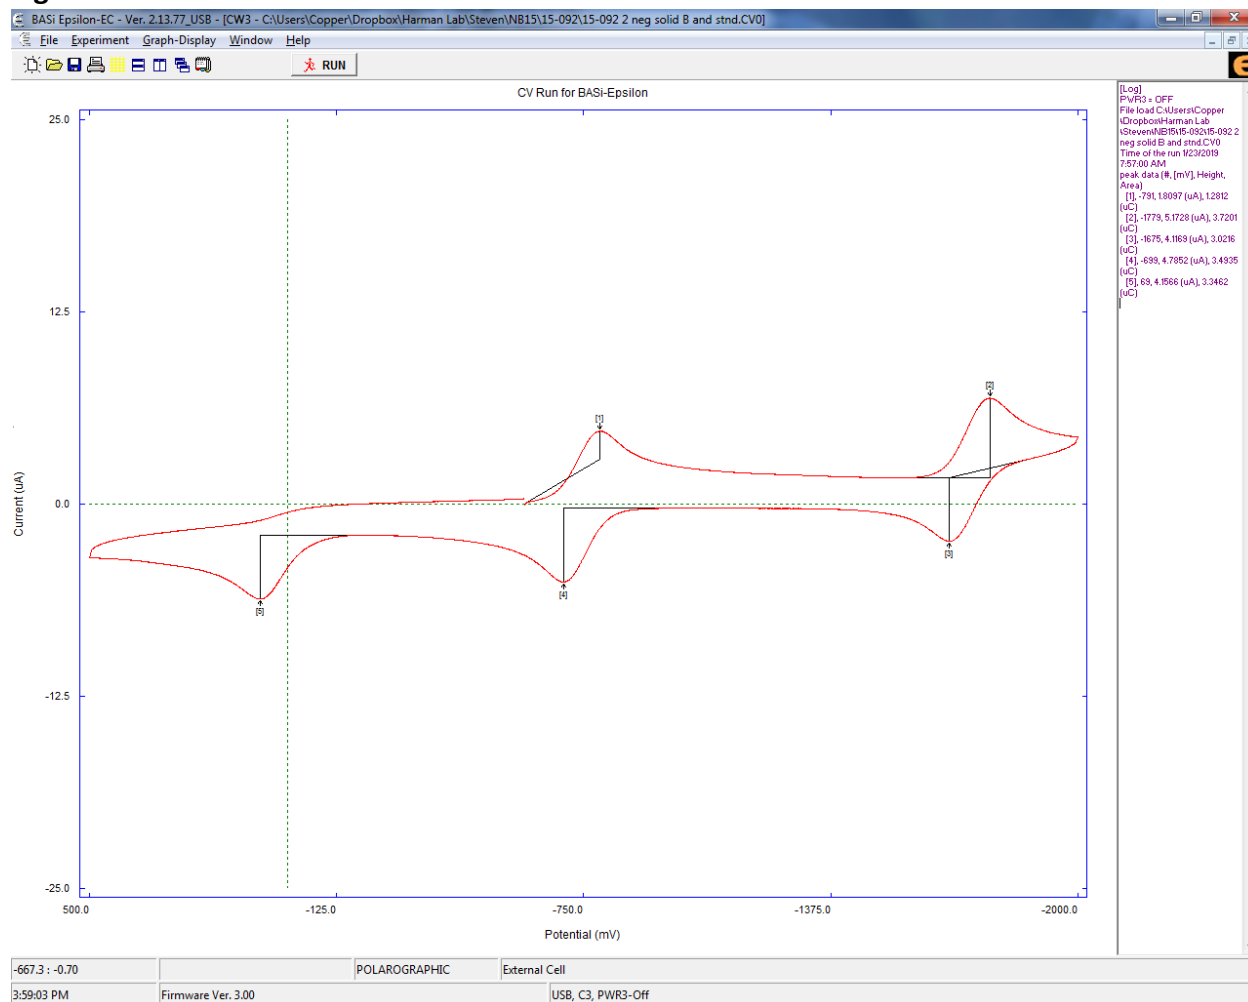 BASi Epsilon-EC - Ver. 2.13.77_USB - [CW3 - C:\Users\Copper\Dropbox\Harman Lab\Steven\NB15\15-092\15-092 2 neg solid B and stnd.CV0]
File Experiment Graph-Display Window Help
RUN
CV Run for BASi-Epsilon
[Log]
PWR3 = OFF
File load C:\Users\Copper
\Dropbox\Harman Lab
\Steven\NB15\15-092\15-092 2
neg solid B and stnd.CV0
Time of the run 1/23/2019
7:57:00 AM
peak data (#, [mV], Height,
Area)
[1], -791, 1.8097 (uA), 1.2812
(uC)
[2], -1779, 5.1728 (uA), 3.7201
(uC)
[3], -1675, 4.1169 (uA), 3.0216
(uC)
[4], -699, 4.7852 (uA), 3.4935
(uC)
[5], 69, 4.1566 (uA), 3.3462
(uC)
25.0
12.5
0.0
-12.5
-25.0
Current (uA)
[1]
[2]
[3]
[4]
[5]
500.0 -125.0 -750.0 -1375.0 -2000.0
Potential (mV)
-667.3 : -0.70 POLAROGRAPHIC External Cell
3:59:03 PM Firmware Ver. 3.00 USB, C3, PWR3-Off